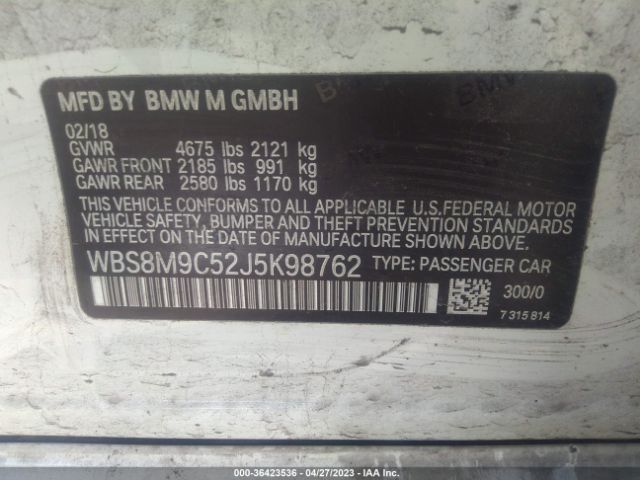 MFD BY BMW M GMBH
02/18
GVWR 4675 lbs 2121 kg
GAWR FRONT 2185 lbs 991 kg
GAWR REAR 2580 lbs 1170 kg
THIS VEHICLE CONFORMS TO ALL APPLICABLE U.S.FEDERAL MOTOR
VEHICLE SAFETY, BUMPER AND THEFT PREVENTION STANDARDS
IN EFFECT ON THE DATE OF MANUFACTURE SHOWN ABOVE.
WBS8M9C52J5K98762 TYPE: PASSENGER CAR
300/0
7 315 814
000-36423536 - 04/27/2023 - IAA Inc.